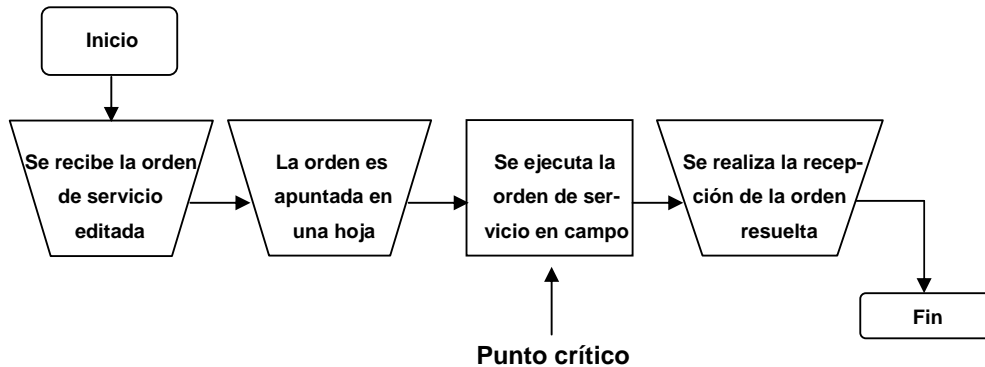 Inicio
Se recibe la orden
de servicio
editada
La orden es
apuntada en
una hoja
Se ejecuta la
orden de ser-
vicio en campo
Se realiza la recep-
ción de la orden
resuelta
Fin
Punto crítico